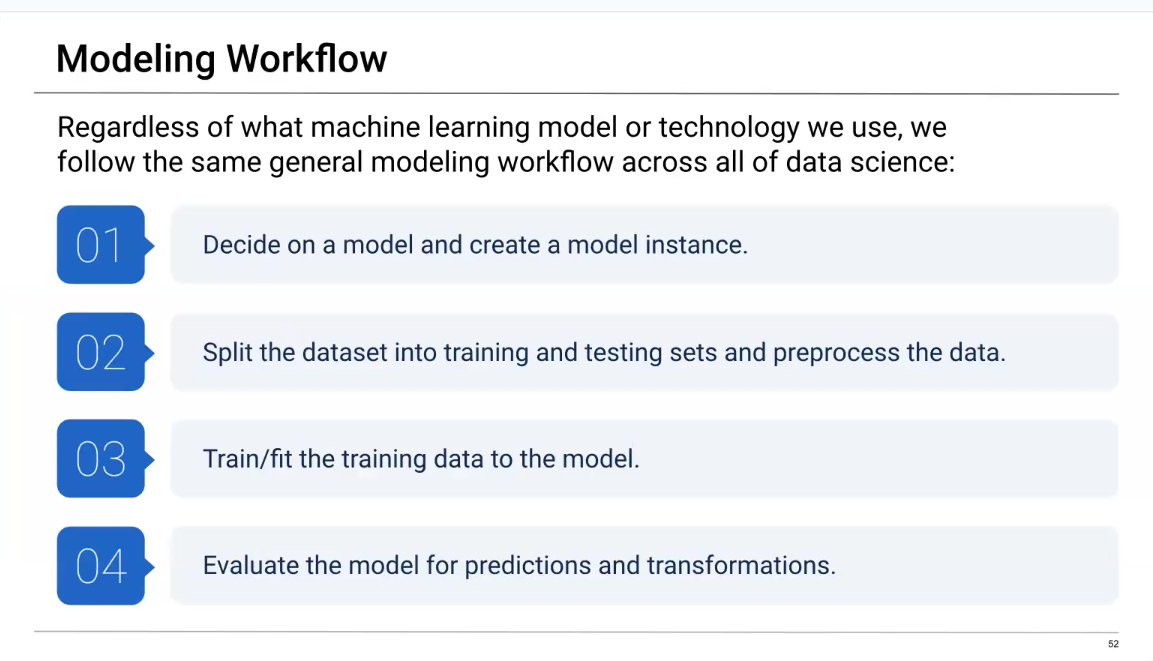 Modeling Workflow
Regardless of what machine learning model or technology we use, we
follow the same general modeling workflow across all of data science:
01
Decide on a model and create a model instance.
02
Split the dataset into training and testing sets and preprocess the data.
03
Train/fit the training data to the model.
04
Evaluate the model for predictions and transformations.
52